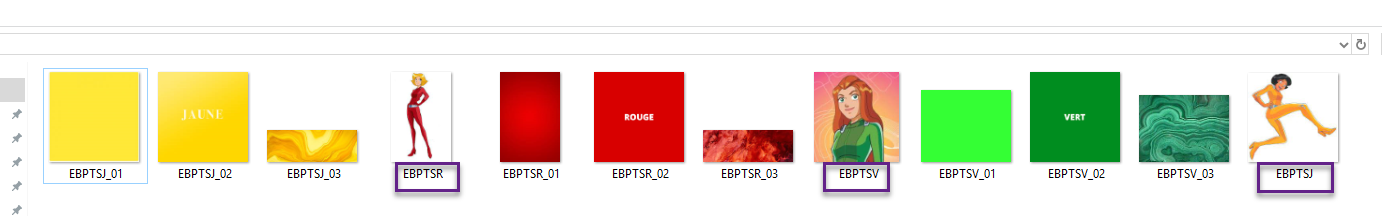 JAUNE
ROUGE
VERT
EBPTSJ_01
EBPTSJ_02
EBPTSJ_03
EBPTSR
EBPTSR_01
EBPTSR_02
EBPTSR_03
EBPTSV
EBPTSV_01
EBPTSV_02
EBPTSV_03
EBPTSJ